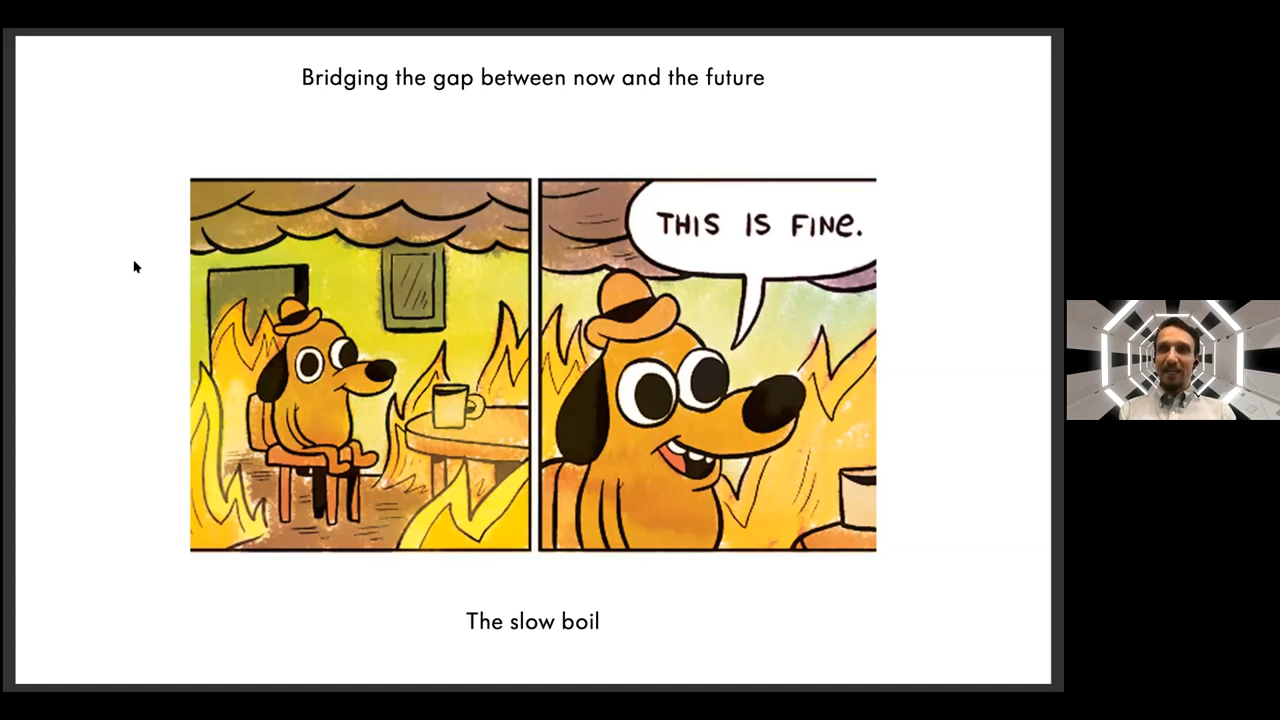 Bridging the gap between now and the future
THIS IS FINE.
The slow boil